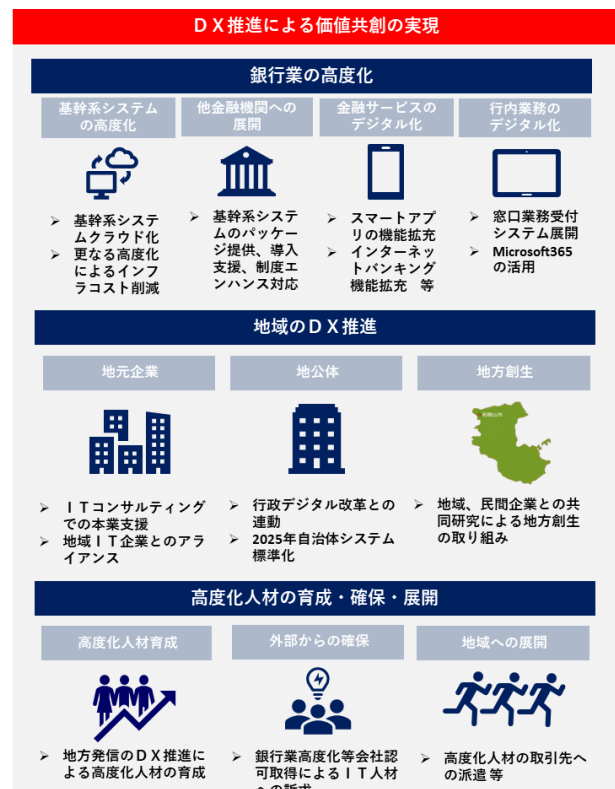 ＤＸ推進による価値共創の実現
銀行業の高度化
基幹系システム
の高度化
他金融機関への
展開
金融サービスの
デジタル化
行内業務の
デジタル化
➢ 基幹系システ
ムクラウド化
➢ 更なる高度化
によるインフ
ラコスト削減
➢ 基幹系システ
ムのパッケー
ジ提供、導入
支援、制度エ
ンハンス対応
➢ スマートアプ
リの機能拡充
➢ インターネッ
トバンキング
機能拡充　等
➢ 窓口業務受付
システム展開
➢ Microsoft365
の活用
地域のＤＸ推進
地元企業
地公体
地方創生
和歌山市
➢ ＩＴコンサルティング
での本業支援
➢ 地域ＩＴ企業とのアラ
イアンス
➢ 行政デジタル改革との
連動
➢ 2025年自治体システム
標準化
➢ 地域、民間企業との共
同研究による地方創生
の取り組み
高度化人材の育成・確保・展開
高度化人材育成
外部からの確保
地域への展開
➢ 地方発信のＤＸ推進に
よる高度化人材の育成
➢ 銀行業高度化等会社認
可取得によるＩＴ人材
への訴求
➢ 高度化人材の取引先へ
の派遣 等